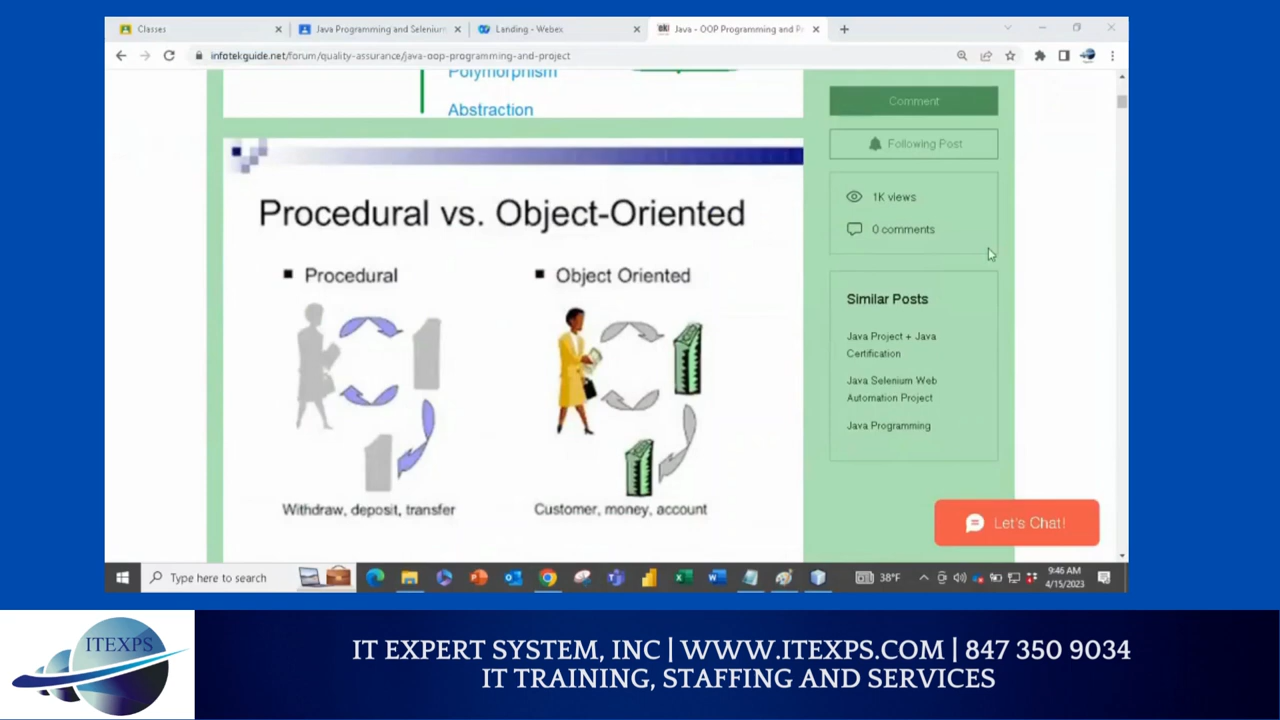 Classes
Java Programming and Selenium
Landing - Webex
Java - OOP Programming and Pr
infotekguide.net/forum/quality-assurance/java-oop-programming-and-project
Polymorphism
Abstraction
Comment
Following Post
1K views
0 comments
Procedural vs. Object-Oriented
■ Procedural
■ Object Oriented
Withdraw, deposit, transfer
Customer, money, account
Similar Posts
Java Project + Java
Certification
Java Selenium Web
Automation Project
Java Programming
Let's Chat!
Type here to search
38°F
9:46 AM
4/15/2023
ITEXPS
IT EXPERT SYSTEM, INC | WWW.ITEXPS.COM | 847 350 9034
IT TRAINING, STAFFING AND SERVICES